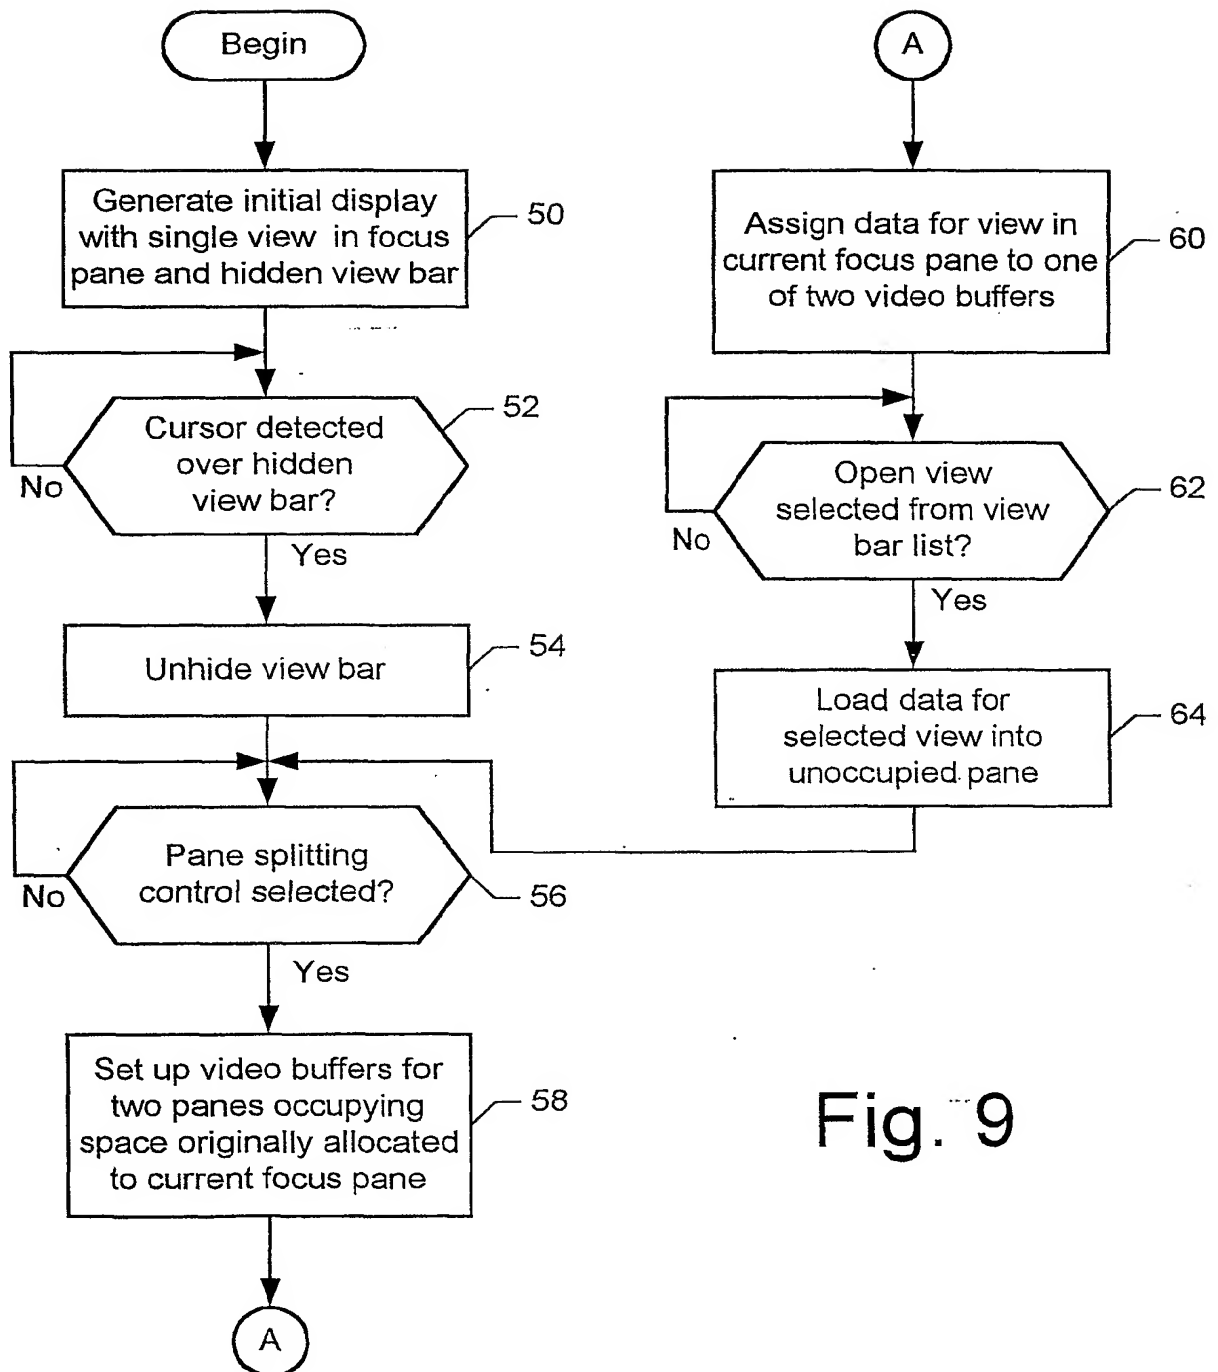 Begin
Generate initial display
with single view in focus
pane and hidden view bar
50
Cursor detected
over hidden
view bar?
52
No
Yes
Unhide view bar
54
Pane splitting
control selected?
56
No
Yes
Set up video buffers for
two panes occupying
space originally allocated
to current focus pane
58
A
A
Assign data for view in
current focus pane to one
of two video buffers
60
Open view
selected from view
bar list?
62
No
Yes
Load data for
selected view into
unoccupied pane
64
Fig. 9